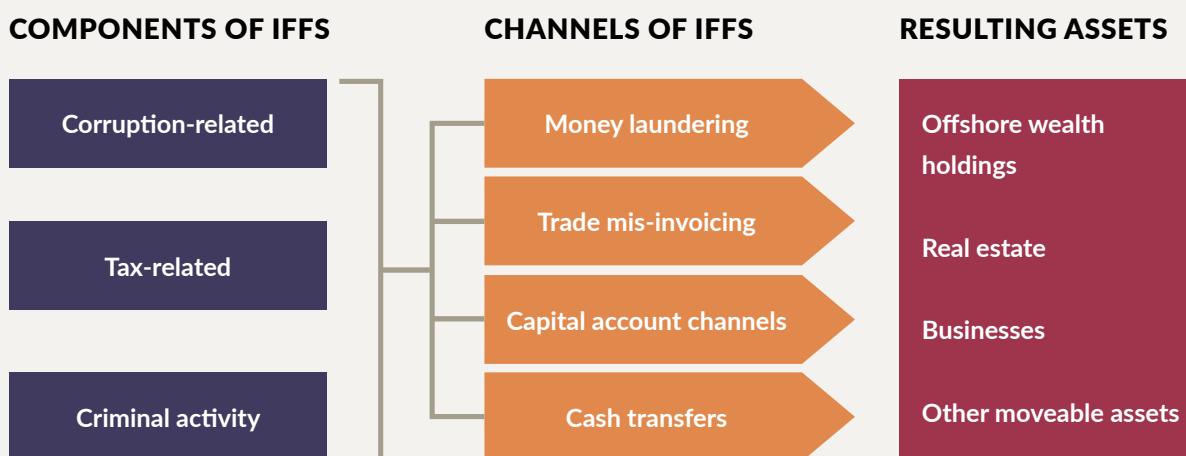 COMPONENTS OF IFFS
Corruption-related
Tax-related
Criminal activity
CHANNELS OF IFFS
Money laundering
Trade mis-invoicing
Capital account channels
Cash transfers
RESULTING ASSETS
Offshore wealth
holdings
Real estate
Businesses
Other moveable assets